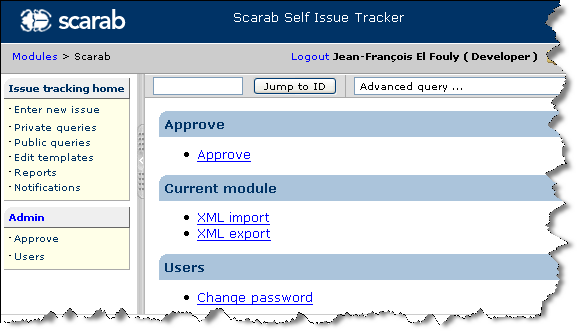 scarab
Scarab Self Issue Tracker
Modules > Scarab
Logout Jean-François El Fouly ( Developer )
Issue tracking home
Enter new issue
Private queries
Public queries
Edit templates
Reports
Notifications
Admin
Approve
Users
Jump to ID
Advanced query ...
Approve
Approve
Current module
XML import
XML export
Users
Change password